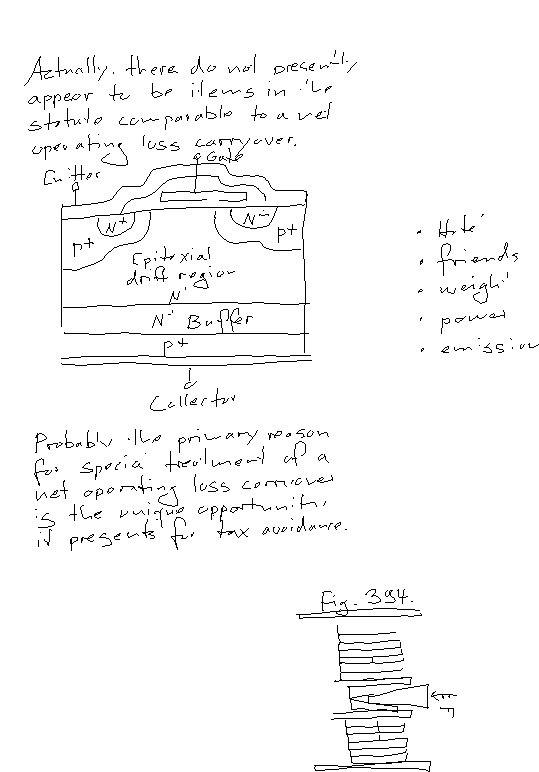 Actually, there do not presently
appear to be items in the
statute comparable to a net
operating loss carryover.
Emitter
Gate
N+
N+
p+
p+
Epitaxial
drift region
N-
N+ Buffer
p+
Collector
friends
weight
power
emission
Probably the primary reason
for special treatment of a
net operating loss carryover
is the unique opportunity
it presents for tax avoidance.
Fig. 394.
F